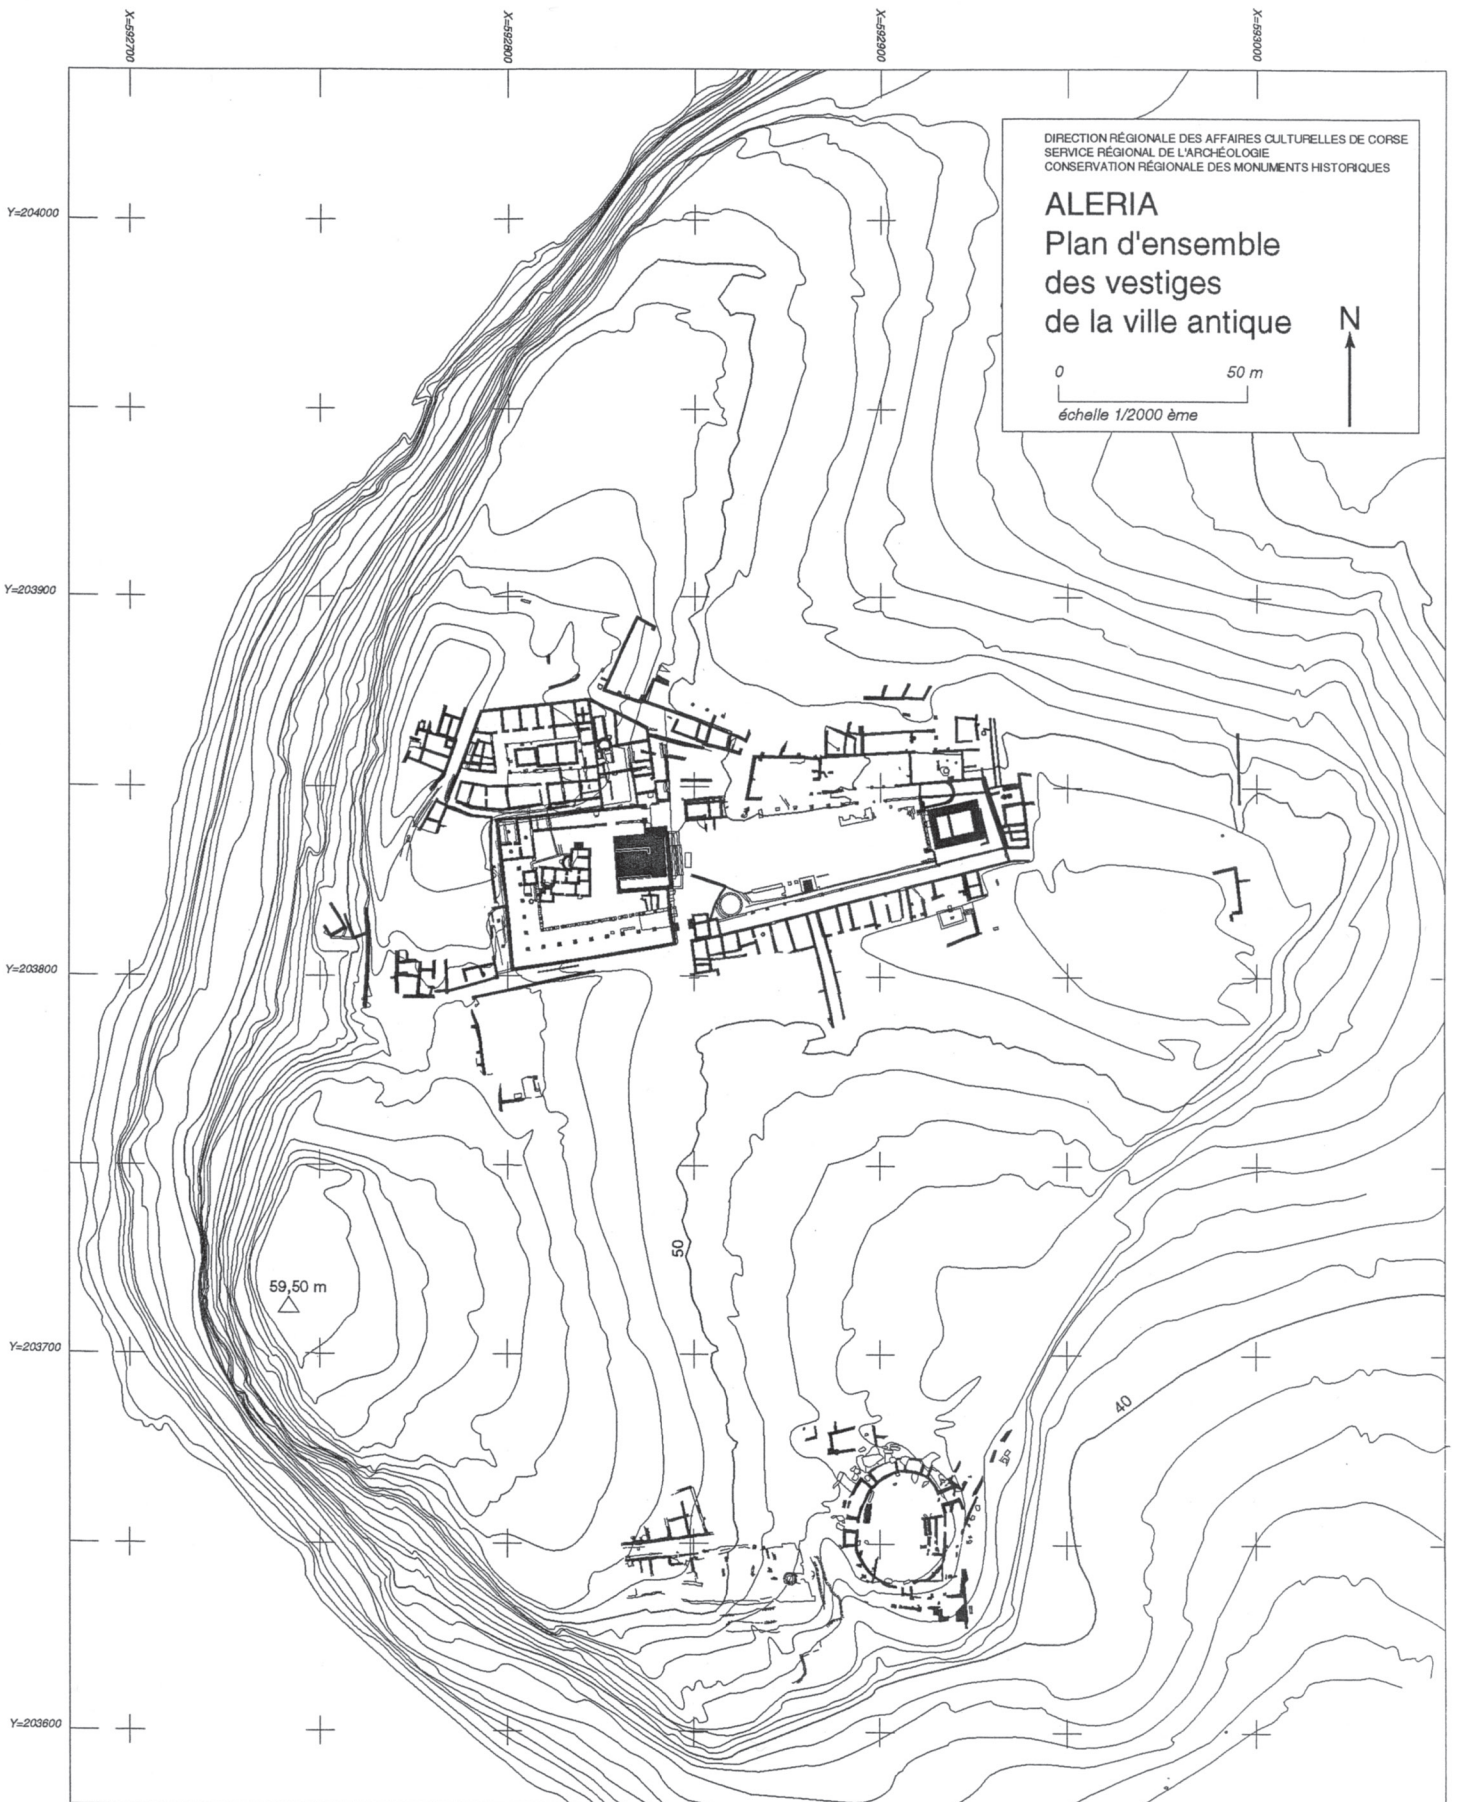 X=592700
X=592800
X=592900
X=593000
DIRECTION RÉGIONALE DES AFFAIRES CULTURELLES DE CORSE
SERVICE RÉGIONAL DE L'ARCHÉOLOGIE
CONSERVATION RÉGIONALE DES MONUMENTS HISTORIQUES
ALERIA
Plan d'ensemble
des vestiges
de la ville antique
N
0 50 m
échelle 1/2000 ème
Y=204000
Y=203900
Y=203800
50
59,50 m
Y=203700
40
Y=203600